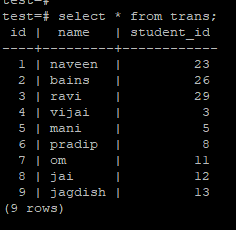 test=#
test=# select * from trans;
 id |  name   | student_id
----+---------+------------
  1 | naveen  |         23
  2 | bains   |         26
  3 | ravi    |         29
  4 | vijai   |          3
  5 | mani    |          5
  6 | pradip  |          8
  7 | om      |         11
  8 | jai     |         12
  9 | jagdish |         13
(9 rows)